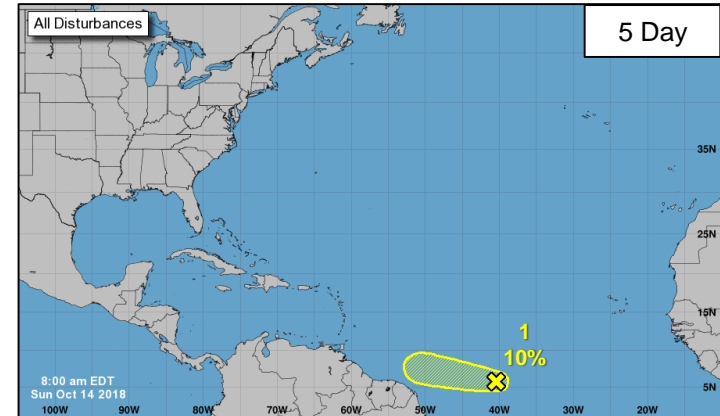 All Disturbances
5 Day
35N
25N
15N
1
10%
8:00 am EDT
Sun Oct 14 2018
5N
100W
90W
80W
70W
60W
50W
40W
30W
20W